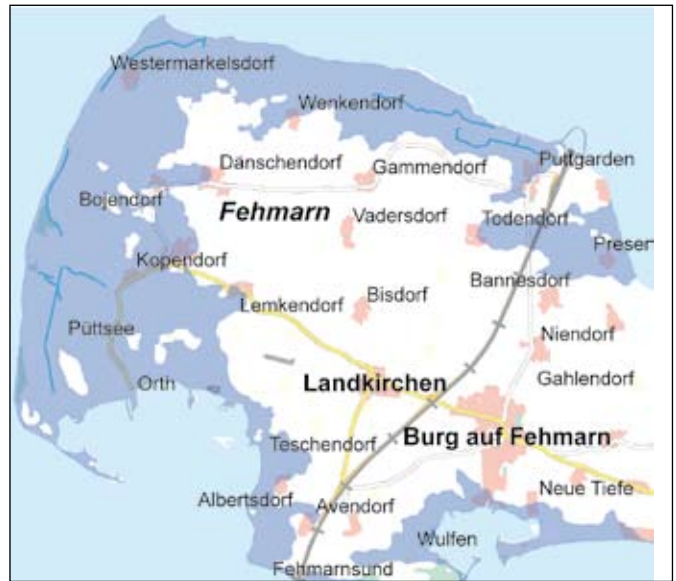 Westermarkelsdorf
Wenkendorf
Dänschendorf
Gammendorf
Puttgarden
Bojendorf
Fehmarn
Vadersdorf
Todendorf
Presen
Kopendorf
Bannesdorf
Lemkendorf
Bisdorf
Püttsee
Niendorf
Orth
Landkirchen
Gahlendorf
Teschendorf
Burg auf Fehmarn
Albertsdorf
Avendorf
Neue Tiefe
Wulfen
Fehmarnsund